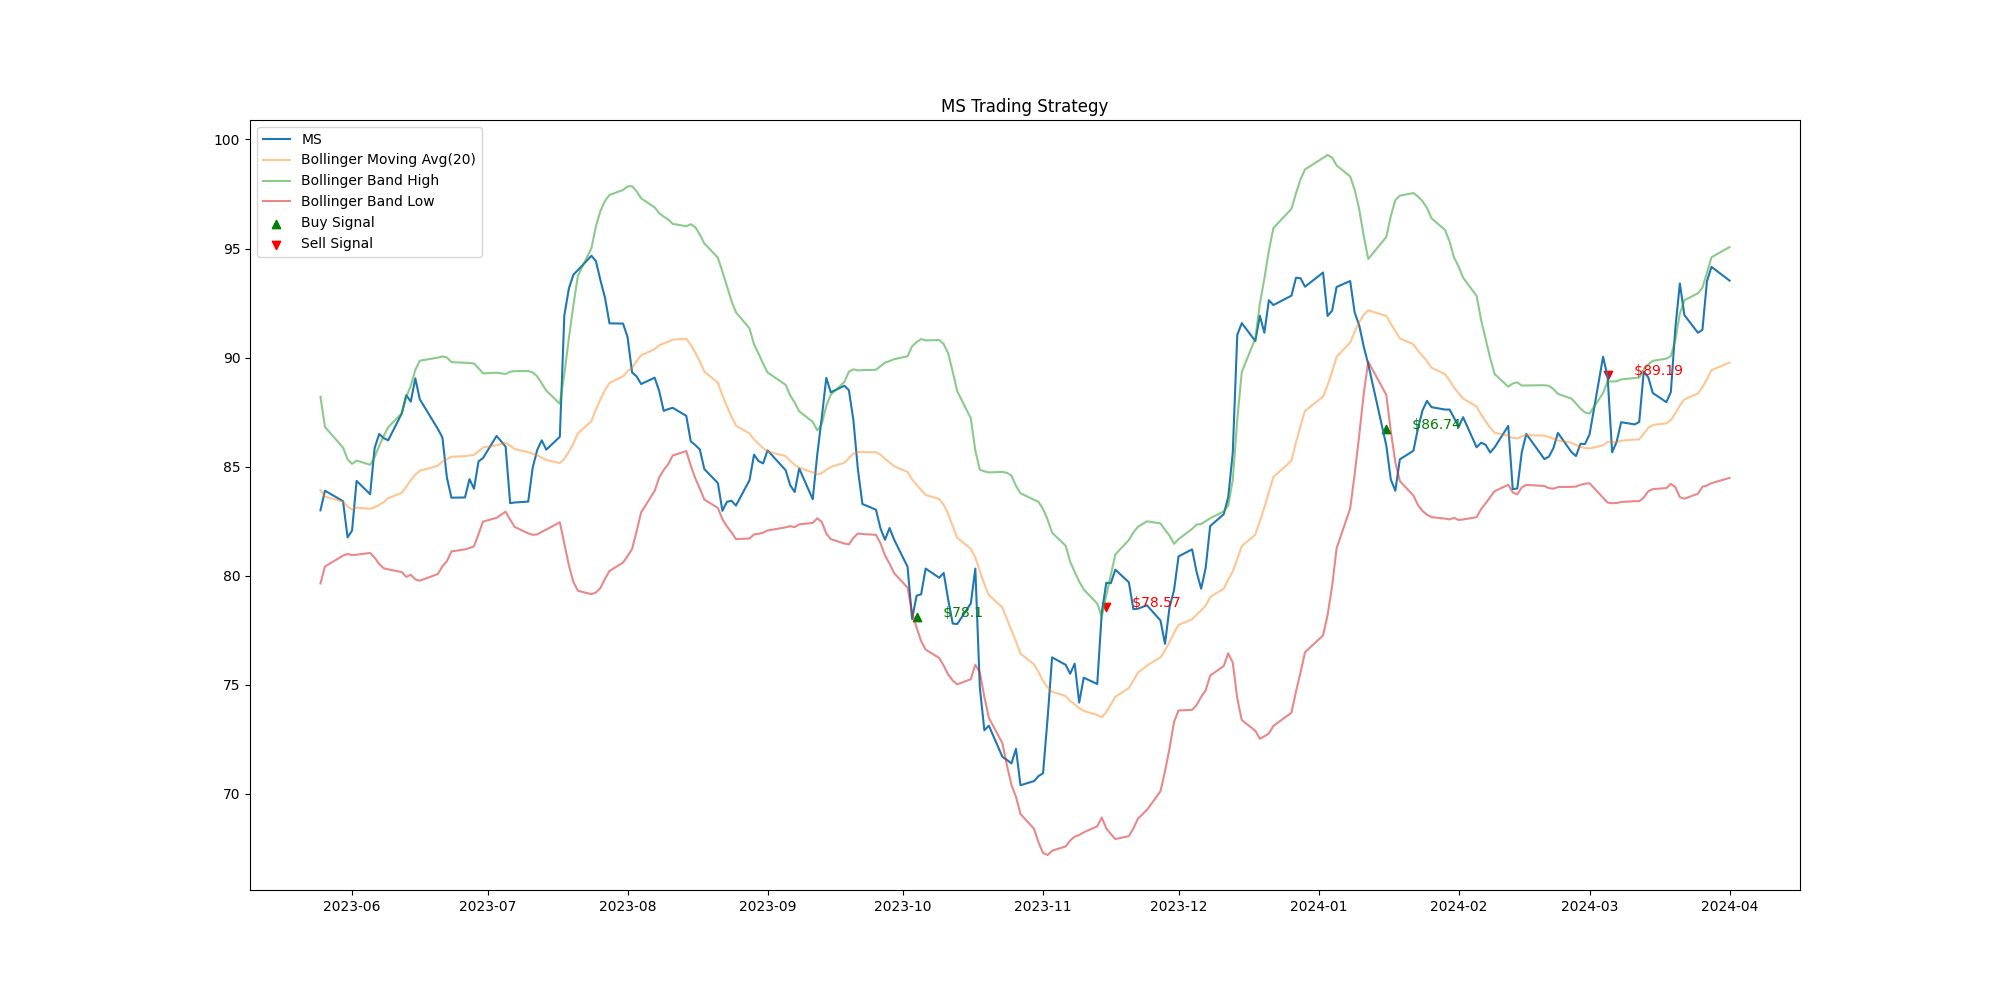 MS Trading Strategy
100
95
90
85
80
75
70
MS
Bollinger Moving Avg(20)
Bollinger Band High
Bollinger Band Low
Buy Signal
Sell Signal
$78.1
$78.57
$86.74
$89.19
2023-06 2023-07 2023-08 2023-09 2023-10 2023-11 2023-12 2024-01 2024-02 2024-03 2024-04